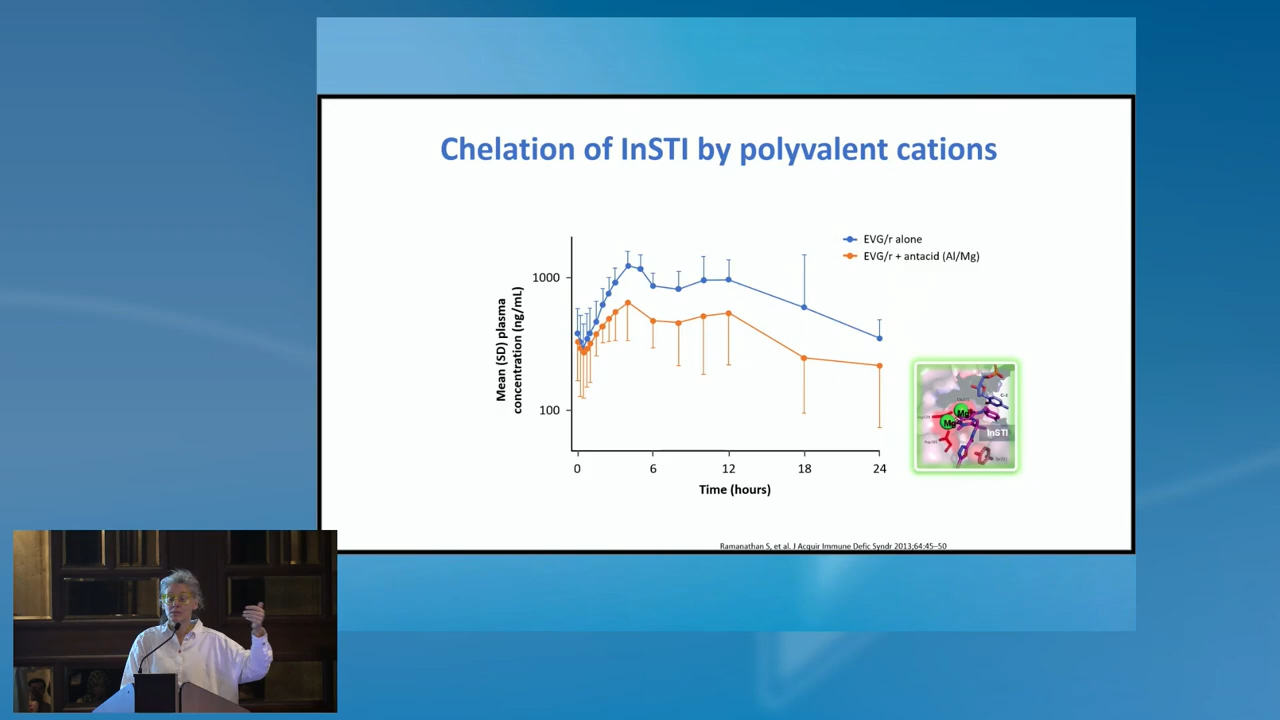 Chelation of InSTI by polyvalent cations
EVG/r alone
EVG/r + antacid (Al/Mg)
Mean (SD) plasma
concentration (ng/mL)
1000
100
0
6
12
18
24
Time (hours)
Mg
Mg
InSTI
Ramanathan S, et al. J Acquir Immune Defic Syndr 2013;64:45–50